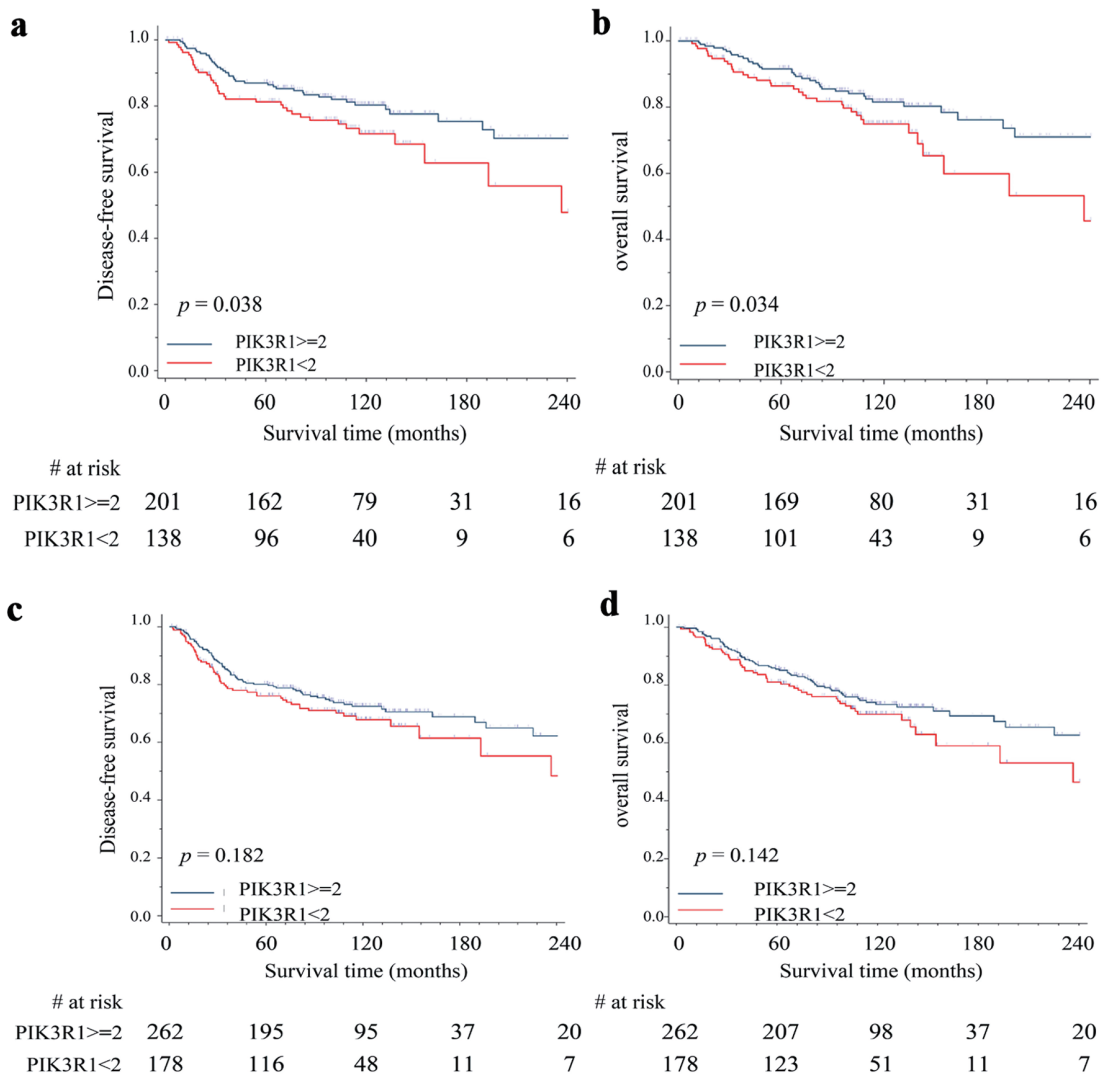 a
1.0
0.8
0.6
0.4
0.2
0.0
Disease-free survival
p = 0.038
PIK3R1>=2
PIK3R1<2
0 60 120 180 240
Survival time (months)
# at risk
PIK3R1>=2 201 162 79 31 16
PIK3R1<2 138 96 40 9 6
b
1.0
0.8
0.6
0.4
0.2
0.0
overall survival
p = 0.034
PIK3R1>=2
PIK3R1<2
0 60 120 180 240
Survival time (months)
# at risk
201 169 80 31 16
138 101 43 9 6
c
1.0
0.8
0.6
0.4
0.2
0.0
Disease-free survival
p = 0.182
PIK3R1>=2
PIK3R1<2
0 60 120 180 240
Survival time (months)
# at risk
PIK3R1>=2 262 195 95 37 20
PIK3R1<2 178 116 48 11 7
d
1.0
0.8
0.6
0.4
0.2
0.0
overall survival
p = 0.142
PIK3R1>=2
PIK3R1<2
0 60 120 180 240
Survival time (months)
# at risk
262 207 98 37 20
178 123 51 11 7